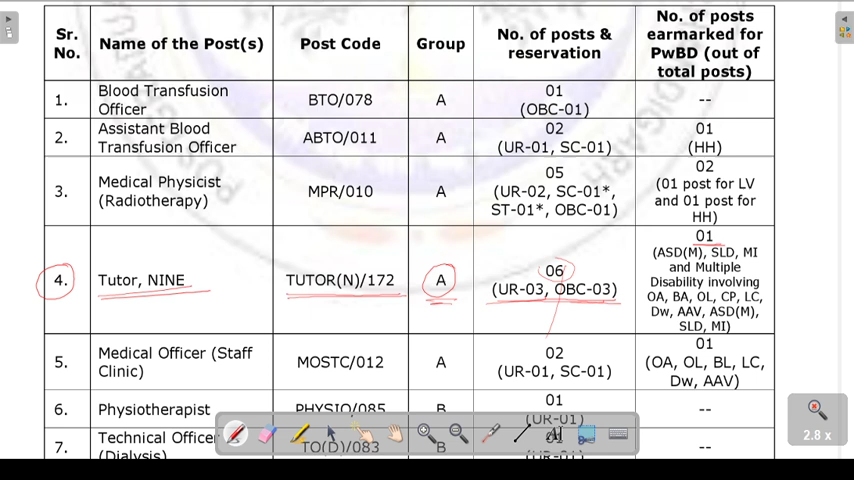 Sr. No.
Name of the Post(s)
Post Code
Group
No. of posts & reservation
No. of posts earmarked for PwBD (out of total posts)
1.
Blood Transfusion
Officer
BTO/078
A
01
(OBC-01)
--
2.
Assistant Blood
Transfusion Officer
ABTO/011
A
02
(UR-01, SC-01)
01
(HH)
3.
Medical Physicist
(Radiotherapy)
MPR/010
A
05
(UR-02, SC-01*,
ST-01*, OBC-01)
02
(01 post for LV
and 01 post for
HH)
4.
Tutor, NINE
TUTOR(N)/172
A
06
(UR-03, OBC-03)
01
(ASD(M), SLD, MI
and Multiple
Disability involving
OA, BA, OL, CP, LC,
Dw, AAV, ASD(M),
SLD, MI)
5.
Medical Officer (Staff
Clinic)
MOSTC/012
A
02
(UR-01, SC-01)
01
(OA, OL, BL, LC,
Dw, AAV)
6.
Physiotherapist
PHYSIO/085
B
01
(UR-01)
--
7.
Technical Officer
(Dialysis)
TO(D)/083
B
(UR-01)
--
2.8 x